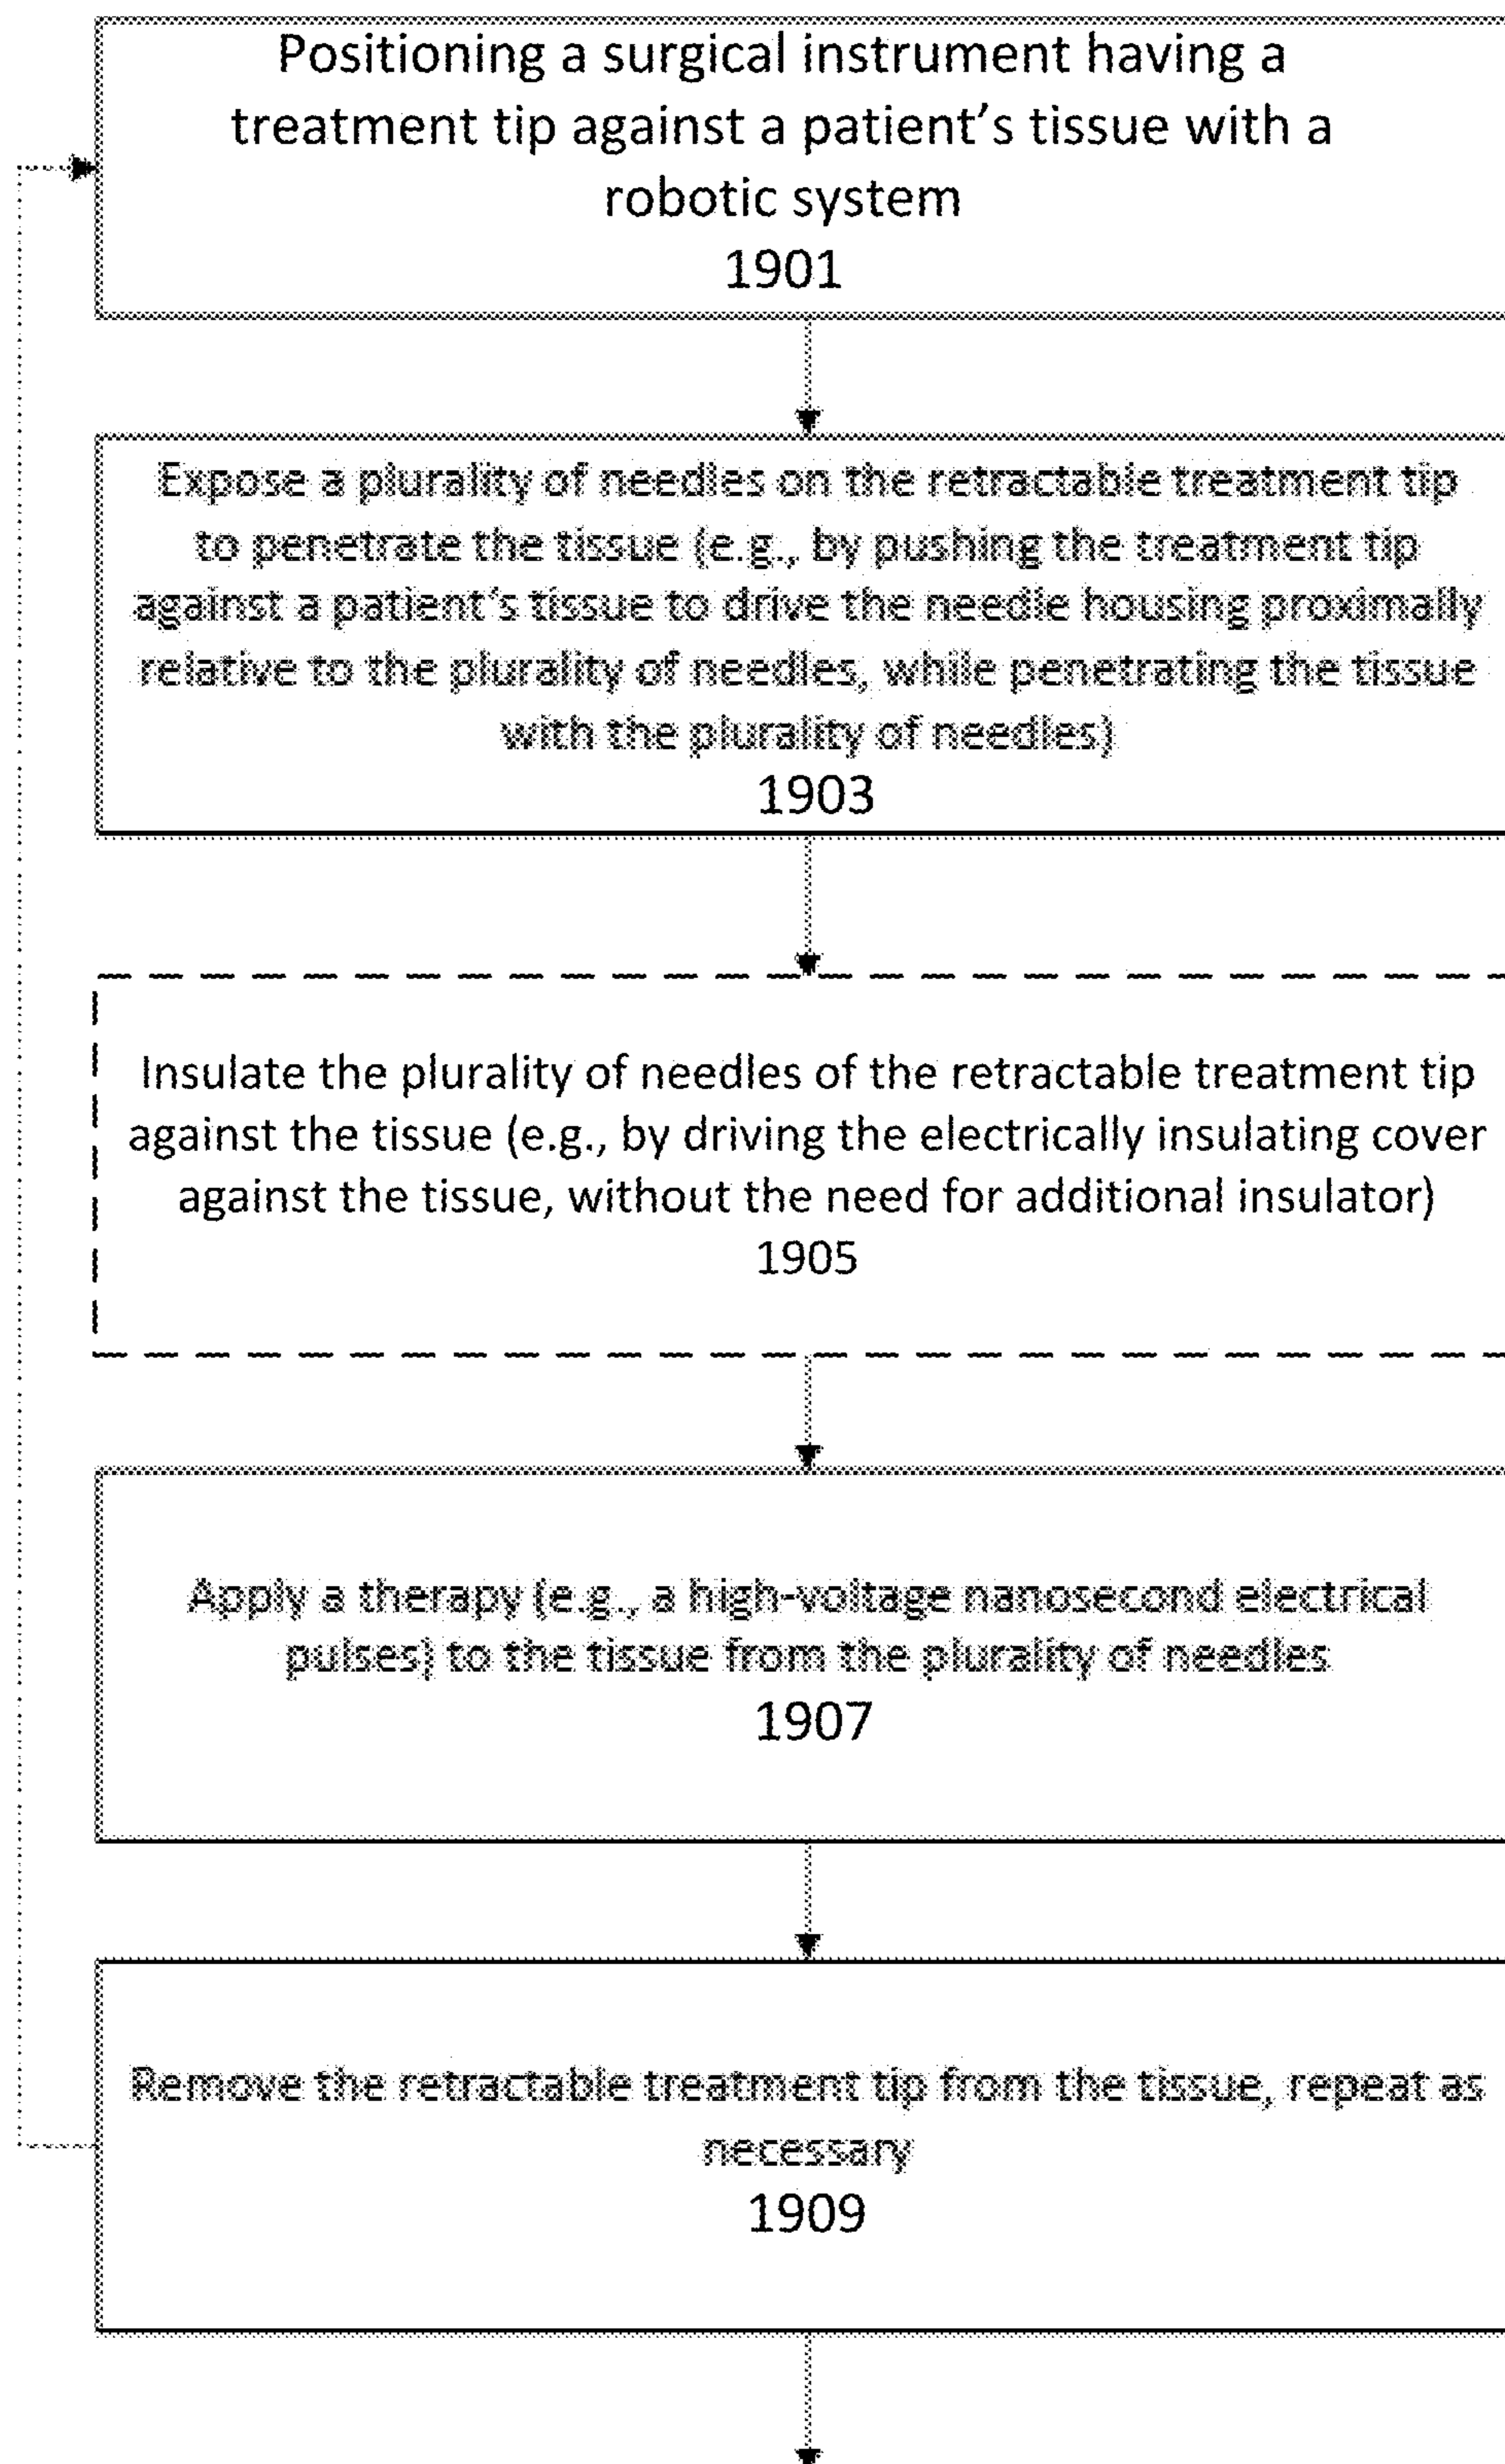 Positioning a surgical instrument having a
treatment tip against a patient’s tissue with a
robotic system
1901
Expose a plurality of needles on the retractable treatment tip
to penetrate the tissue (e.g., by pushing the treatment tip
against a patient’s tissue to drive the needle housing proximally
relative to the plurality of needles, while penetrating the tissue
with the plurality of needles)
1903
Insulate the plurality of needles of the retractable treatment tip
against the tissue (e.g., by driving the electrically insulating cover
against the tissue, without the need for additional insulator)
1905
Apply a therapy (e.g., a high-voltage nanosecond electrical
pulses) to the tissue from the plurality of needles
1907
Remove the retractable treatment tip from the tissue, repeat as
necessary
1909